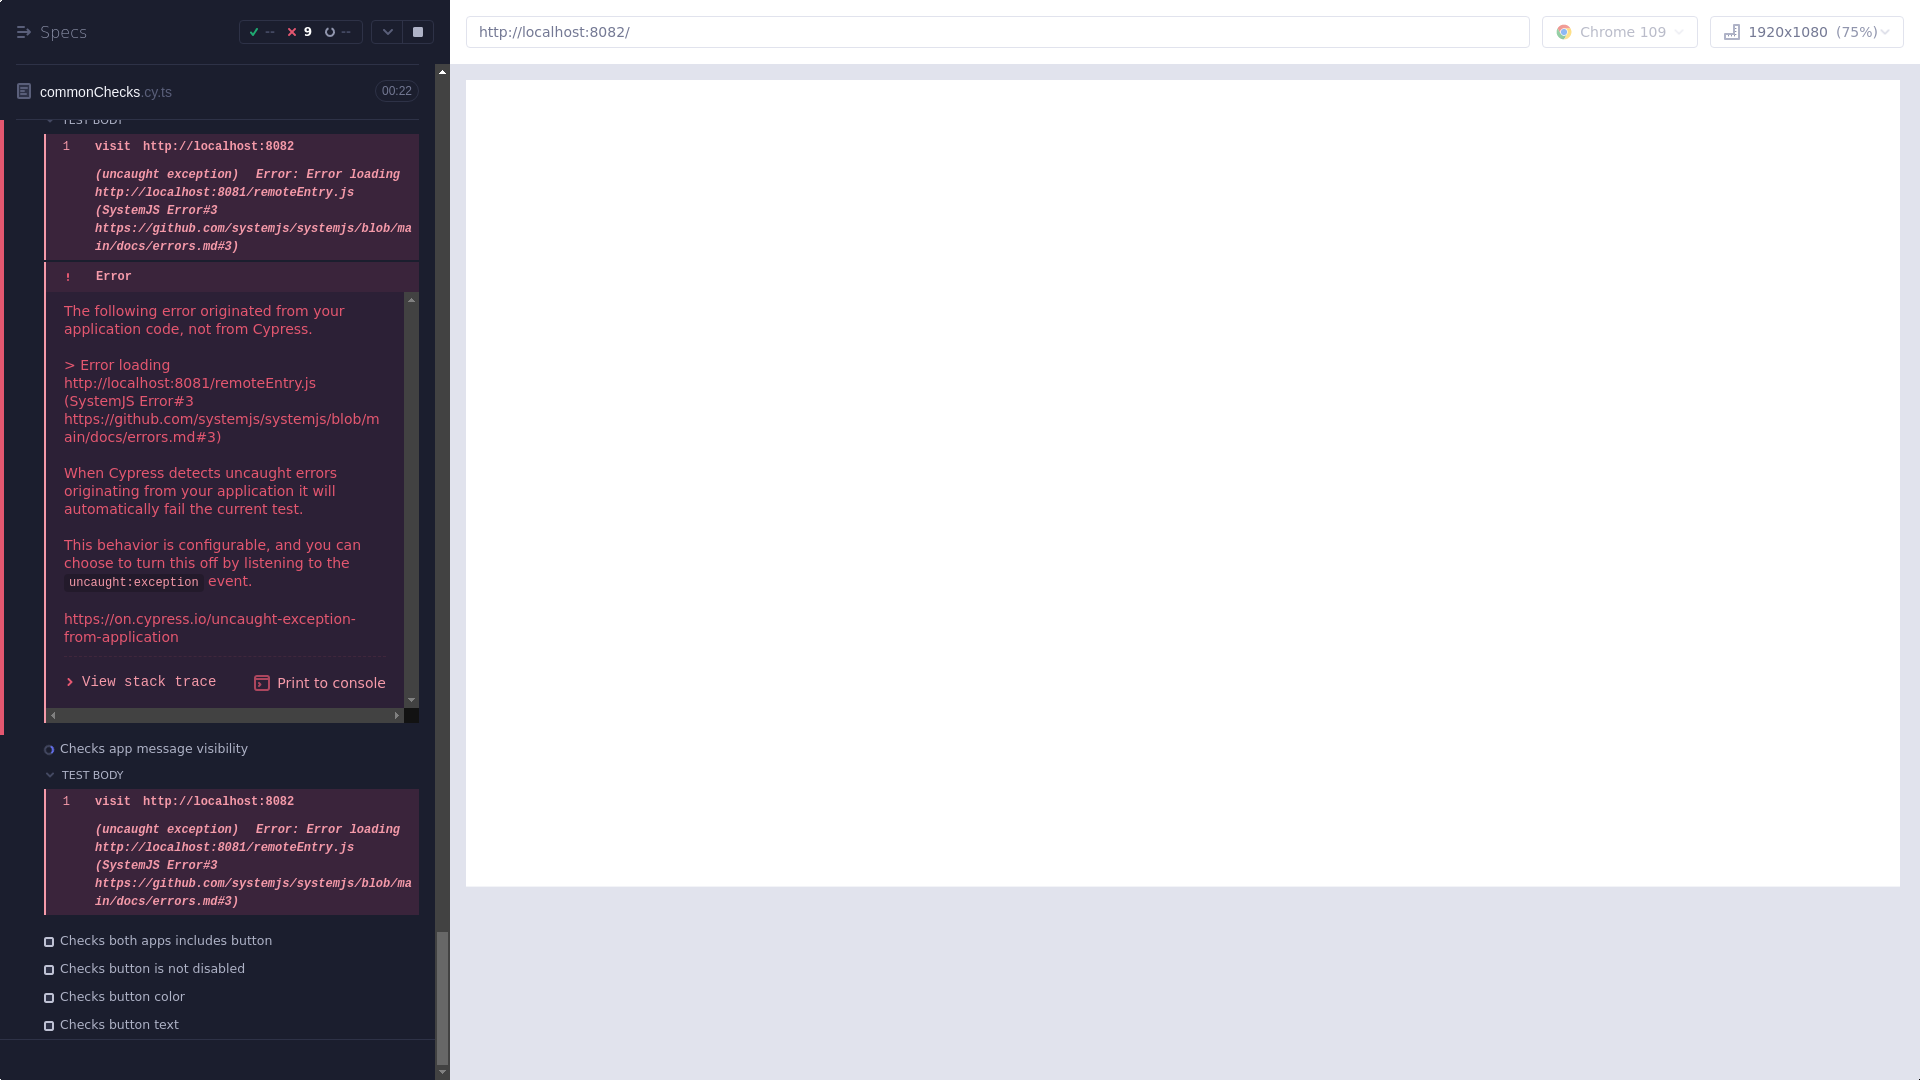 Specs
-- 9 --
http://localhost:8082/
Chrome 109
1920x1080 (75%)
commonChecks.cy.ts
00:22
TEST BODY
1 visit http://localhost:8082
(uncaught exception) Error: Error loading
http://localhost:8081/remoteEntry.js
(SystemJS Error#3
https://github.com/systemjs/systemjs/blob/ma
in/docs/errors.md#3)
! Error
The following error originated from your
application code, not from Cypress.
> Error loading
http://localhost:8081/remoteEntry.js
(SystemJS Error#3
https://github.com/systemjs/systemjs/blob/m
ain/docs/errors.md#3)
When Cypress detects uncaught errors
originating from your application it will
automatically fail the current test.
This behavior is configurable, and you can
choose to turn this off by listening to the
uncaught:exception event.
https://on.cypress.io/uncaught-exception-
from-application
View stack trace
Print to console
Checks app message visibility
TEST BODY
1 visit http://localhost:8082
(uncaught exception) Error: Error loading
http://localhost:8081/remoteEntry.js
(SystemJS Error#3
https://github.com/systemjs/systemjs/blob/ma
in/docs/errors.md#3)
Checks both apps includes button
Checks button is not disabled
Checks button color
Checks button text